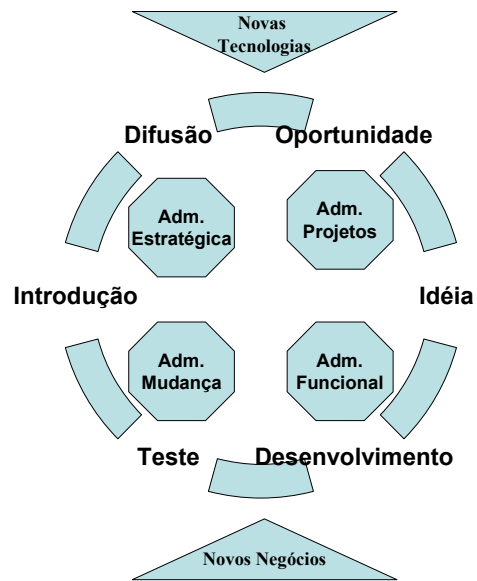 Novas
Tecnologias
Difusão
Oportunidade
Adm.
Estratégica
Adm.
Projetos
Introdução
Idéia
Adm.
Mudança
Adm.
Funcional
Teste
Desenvolvimento
Novos Negócios